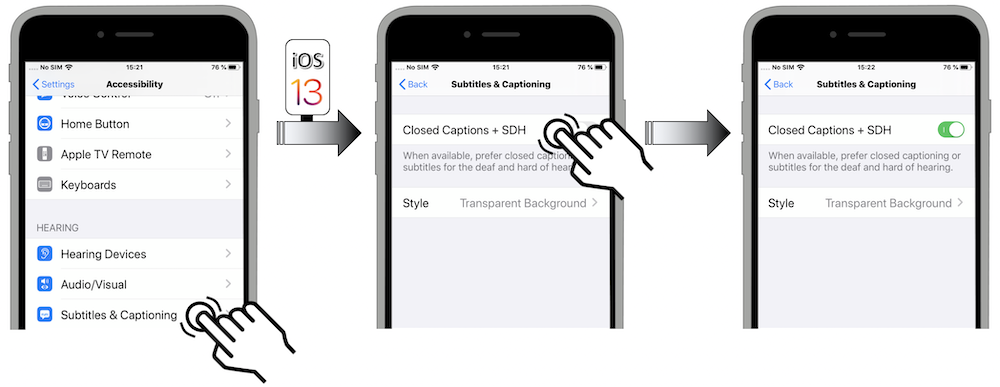 .... No SIM 15:21 76 %
Settings Accessibility
Voice Control Off
Home Button
Apple TV Remote
Keyboards
HEARING
Hearing Devices
Audio/Visual
Subtitles & Captioning
iOS
13
.... No SIM 15:21 76 %
Back Subtitles & Captioning
Closed Captions + SDH
When available, prefer closed captioning
subtitles for the deaf and hard of hear
Style Transparent Background
.... No SIM 15:22 76 %
Back Subtitles & Captioning
Closed Captions + SDH
When available, prefer closed captioning or
subtitles for the deaf and hard of hearing.
Style Transparent Background